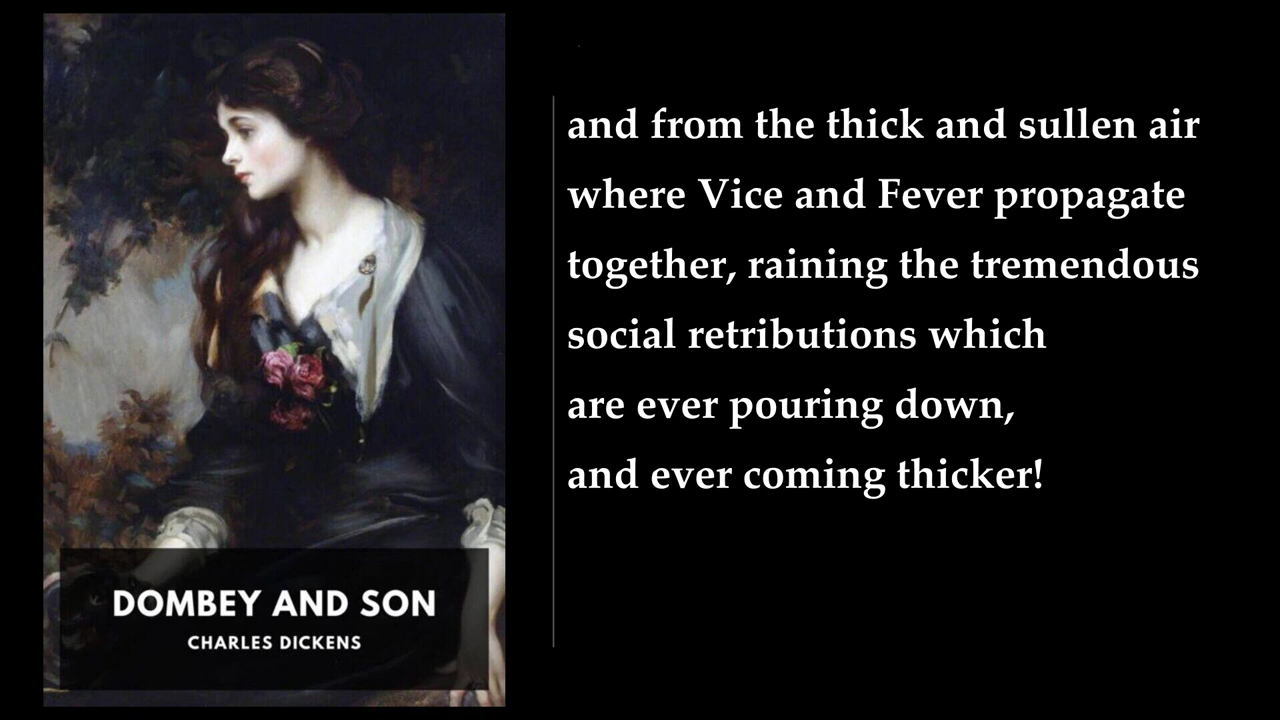 and from the thick and sullen air
where Vice and Fever propagate
together, raining the tremendous
social retributions which
are ever pouring down,
and ever coming thicker!
DOMBEY AND SON
CHARLES DICKENS